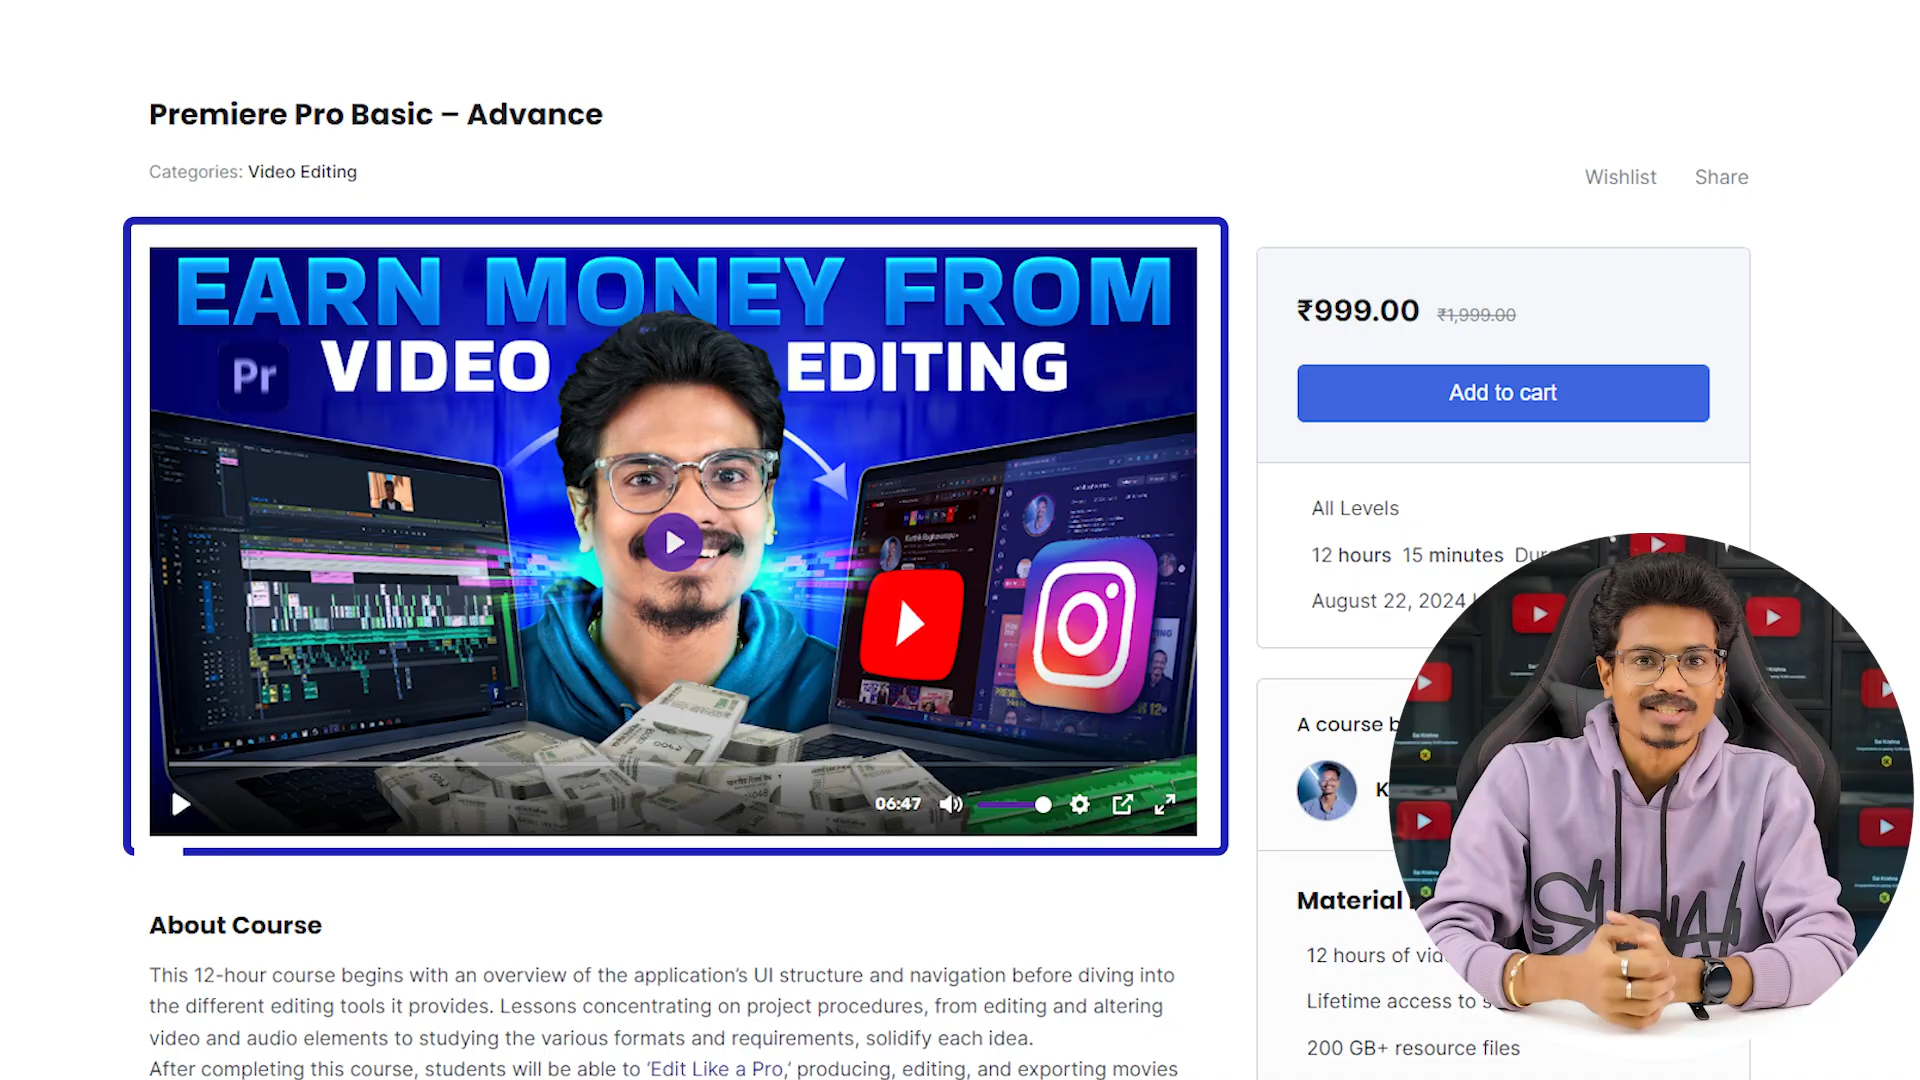 Premiere Pro Basic – Advance
Categories: Video Editing
Wishlist Share
EARN MONEY FROM
Pr VIDEO EDITING
06:47
₹999.00 ₹1,999.00
Add to cart
All Levels
12 hours 15 minutes
August 22, 2024
A course b
K
Material
12 hours of
Lifetime access to
200 GB+ resource files
About Course
This 12-hour course begins with an overview of the application's UI structure and navigation before diving into
the different editing tools it provides. Lessons concentrating on project procedures, from editing and altering
video and audio elements to studying the various formats and requirements, solidify each idea.
After completing this course, students will be able to 'Edit Like a Pro,' producing, editing, and exporting movies